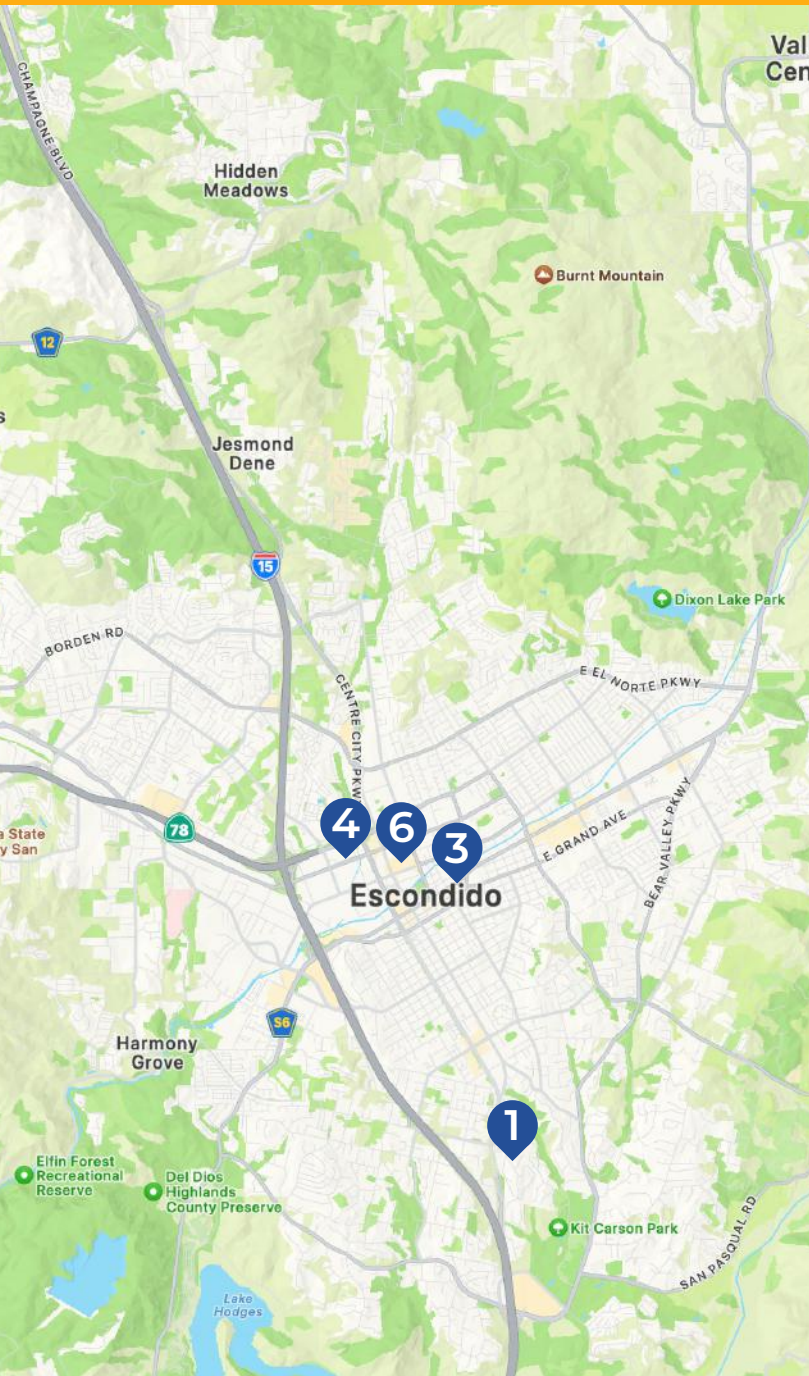 Val
Cen
CHAMPAGNE BLVD
Hidden
Meadows
Burnt Mountain
12
s
Jesmond
Dene
15
Dixon Lake Park
BORDEN RD
E EL NORTE PKWY
CENTRE CITY PKWY
78
a State
y San
4
6
3
E GRAND AVE
BEAR VALLEY PKWY
Escondido
S6
Harmony
Grove
1
Elfin Forest
Recreational
Reserve
Del Dios
Highlands
County Preserve
Kit Carson Park
SAN PASQUAL RD
Lake
Hodges